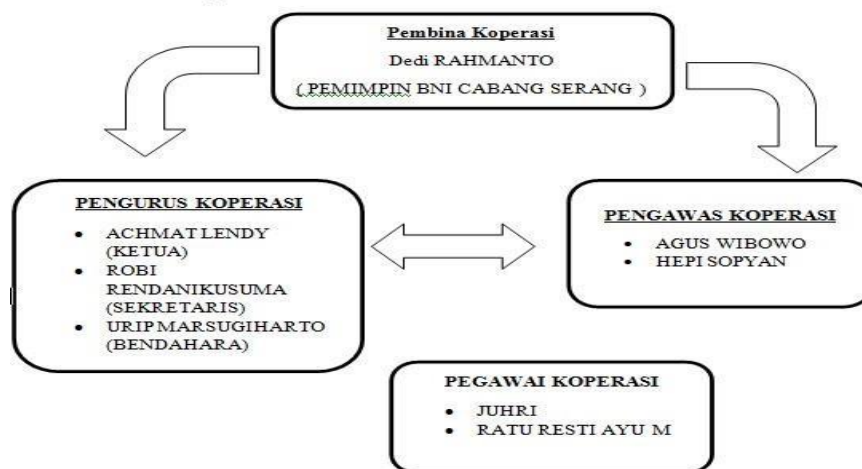 Pembina Koperasi
Dedi RAHMANTO
( PEMIMPIN BNI CABANG SERANG )
PENGURUS KOPERASI
• ACHMAT LENDY
(KETUA)
• ROBI
RENDANIKUSUMA
(SEKRETARIS)
• URIP MARSUGIHARTO
(BENDAHARA)
PENGAWAS KOPERASI
• AGUS WIBOWO
• HEPI SOPYAN
PEGAWAI KOPERASI
• JUHRI
• RATU RESTI AYU M